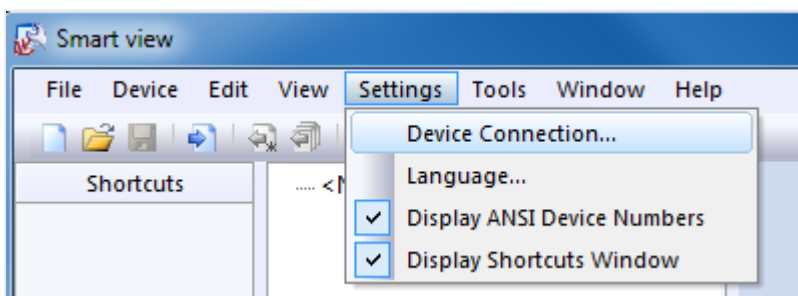 Smart view
File Device Edit View Settings Tools Window Help
Device Connection...
Shortcuts
Language...
Display ANSI Device Numbers
Display Shortcuts Window